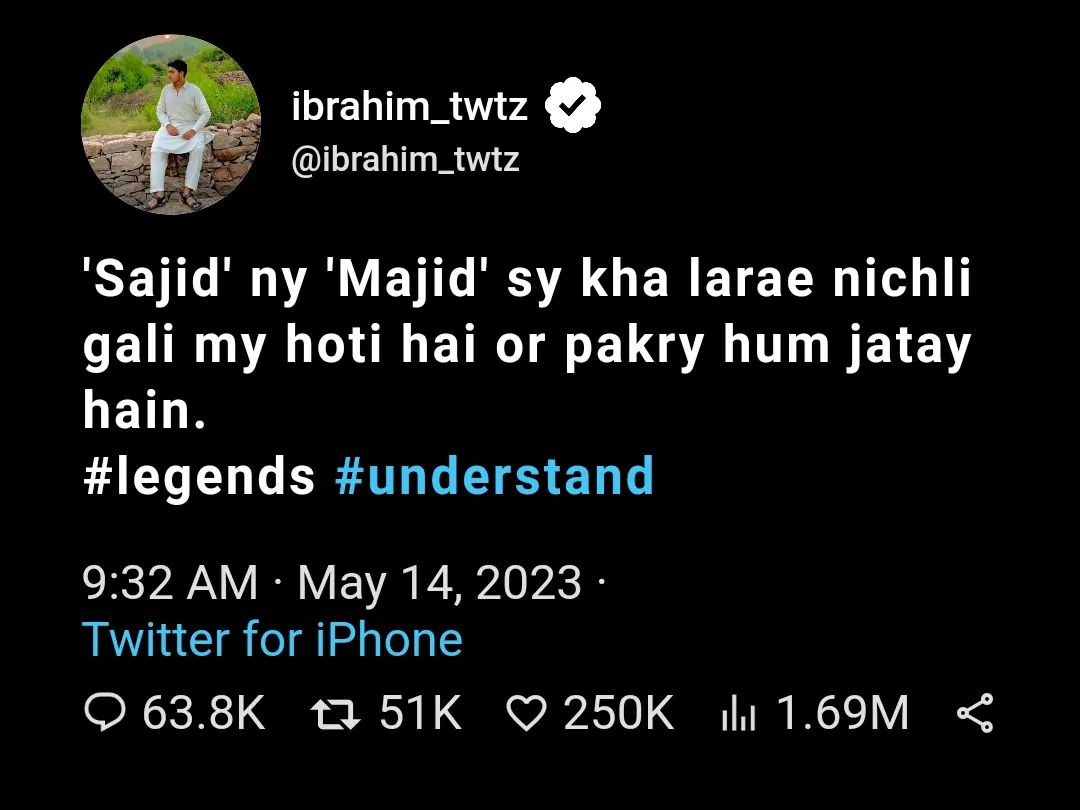 ibrahim_twtz
@ibrahim_twtz
'Sajid' ny 'Majid' sy kha larae nichli
gali my hoti hai or pakry hum jatay
hain.
#legends #understand
9:32 AM · May 14, 2023 ·
Twitter for iPhone
63.8K 51K 250K 1.69M